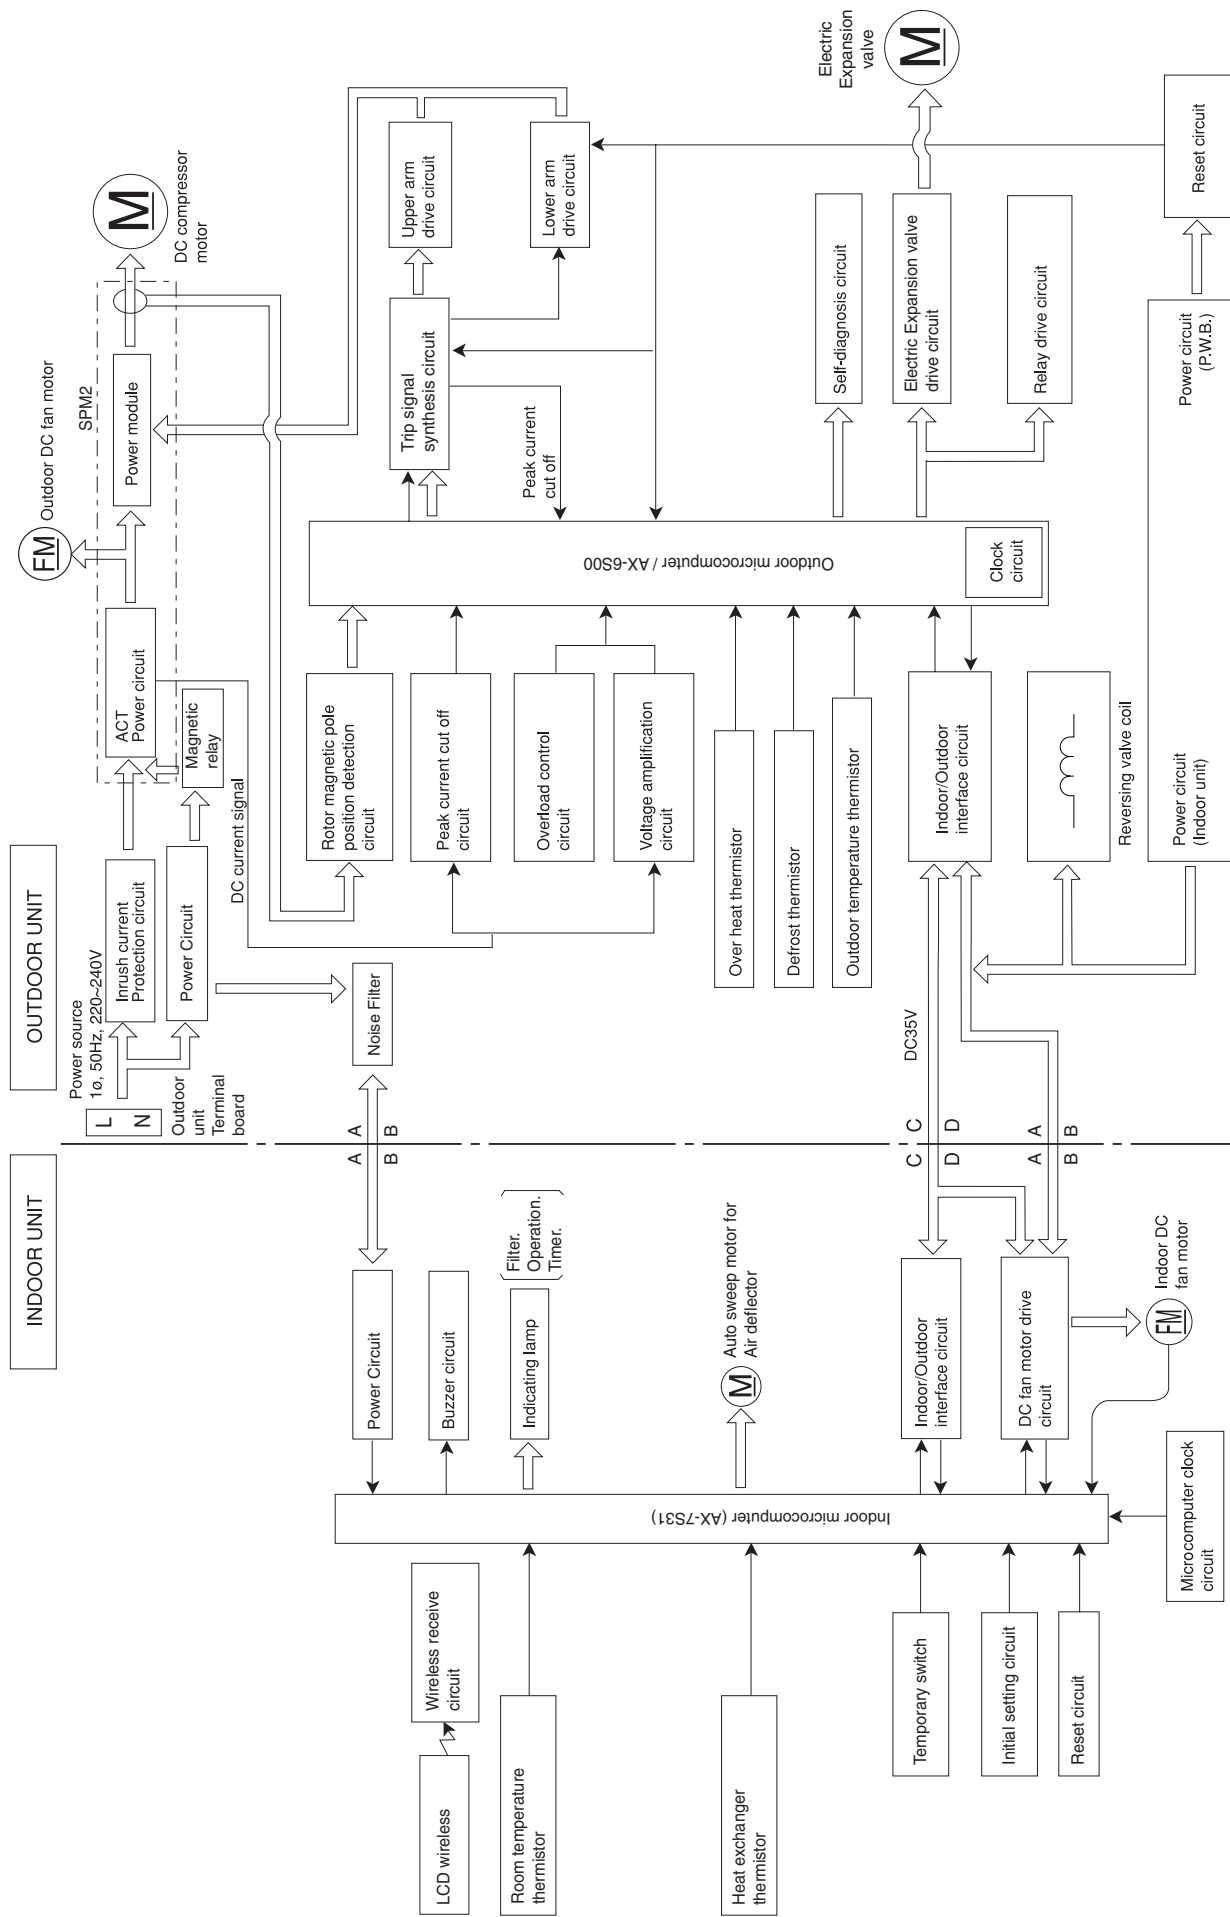 INDOOR UNIT
OUTDOOR UNIT
LCD wireless
Wireless receive
circuit
Room temperature
thermistor
Heat exchanger
thermistor
Temporary switch
Initial setting circuit
Reset circuit
Microcomputer clock
circuit
Indoor microcomputer (AX-7S31)
Power Circuit
Buzzer circuit
Indicating lamp
Filter.
Operation.
Timer.
M
Auto sweep motor for
Air deflector
Indoor/Outdoor
interface circuit
DC fan motor drive
circuit
FM
Indoor DC
fan motor
A
A
B
B
C
C
D
D
A
A
B
B
DC35V
L
N
Outdoor
unit
Terminal
board
Power source
1ø, 50Hz, 220~240V
Inrush current
Protection circuit
Power Circuit
Noise Filter
Magnetic
relay
DC current signal
ACT
Power circuit
FM
Outdoor DC fan motor
SPM2
Power module
M
DC compressor
motor
Rotor magnetic pole
position detection
circuit
Peak current cut off
circuit
Overload control
circuit
Voltage amplification
circuit
Over heat thermistor
Defrost thermistor
Outdoor temperature thermistor
Indoor/Outdoor
interface circuit
Reversing valve coil
Power circuit
(Indoor unit)
Power circuit
(P.W.B.)
Reset circuit
Outdoor microcomputer / AX-6S00
Clock
circuit
Trip signal
synthesis circuit
Peak current
cut off
Upper arm
drive circuit
Lower arm
drive circuit
Self-diagnosis circuit
Electric Expansion valve
drive circuit
Relay drive circuit
Electric
Expansion
valve
M